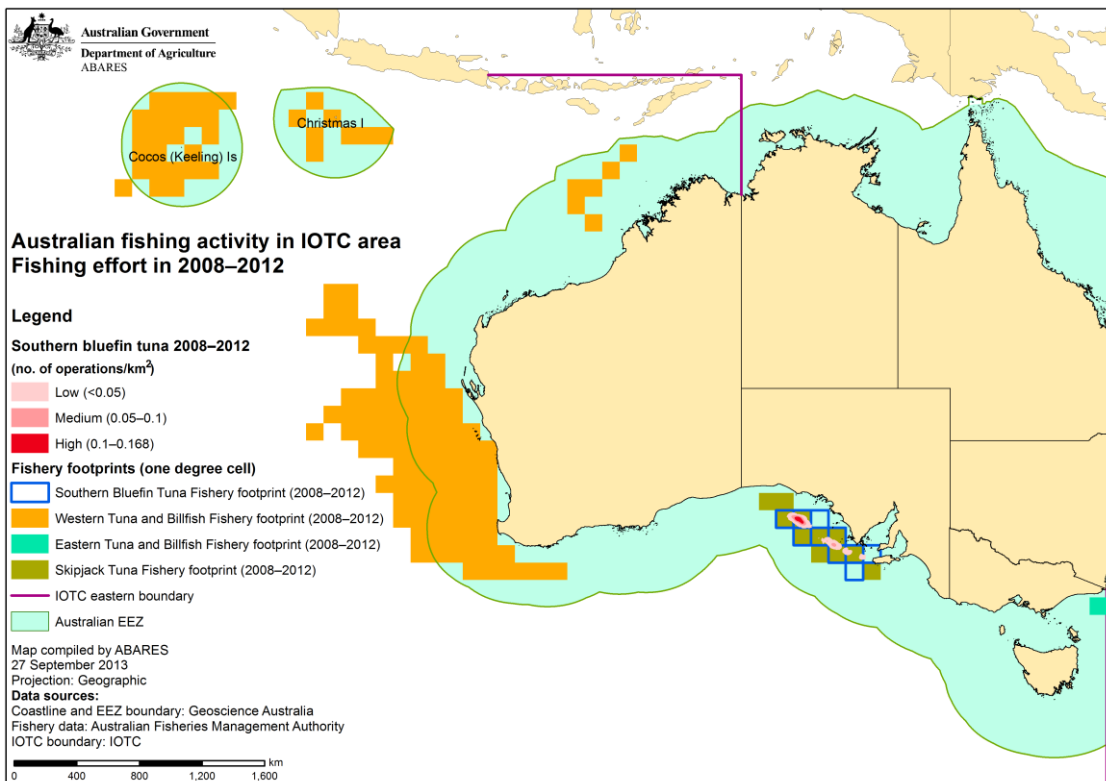 Australian Government
Department of Agriculture
ABARES
Cocos (Keeling) Is
Christmas I
Australian fishing activity in IOTC area
Fishing effort in 2008–2012
Legend
Southern bluefin tuna 2008–2012
(no. of operations/km²)
Low (<0.05)
Medium (0.05–0.1)
High (0.1–0.168)
Fishery footprints (one degree cell)
Southern Bluefin Tuna Fishery footprint (2008–2012)
Western Tuna and Billfish Fishery footprint (2008–2012)
Eastern Tuna and Billfish Fishery footprint (2008–2012)
Skipjack Tuna Fishery footprint (2008–2012)
IOTC eastern boundary
Australian EEZ
Map compiled by ABARES
27 September 2013
Projection: Geographic
Data sources:
Coastline and EEZ boundary: Geoscience Australia
Fishery data: Australian Fisheries Management Authority
IOTC boundary: IOTC
km
0 400 800 1,200 1,600